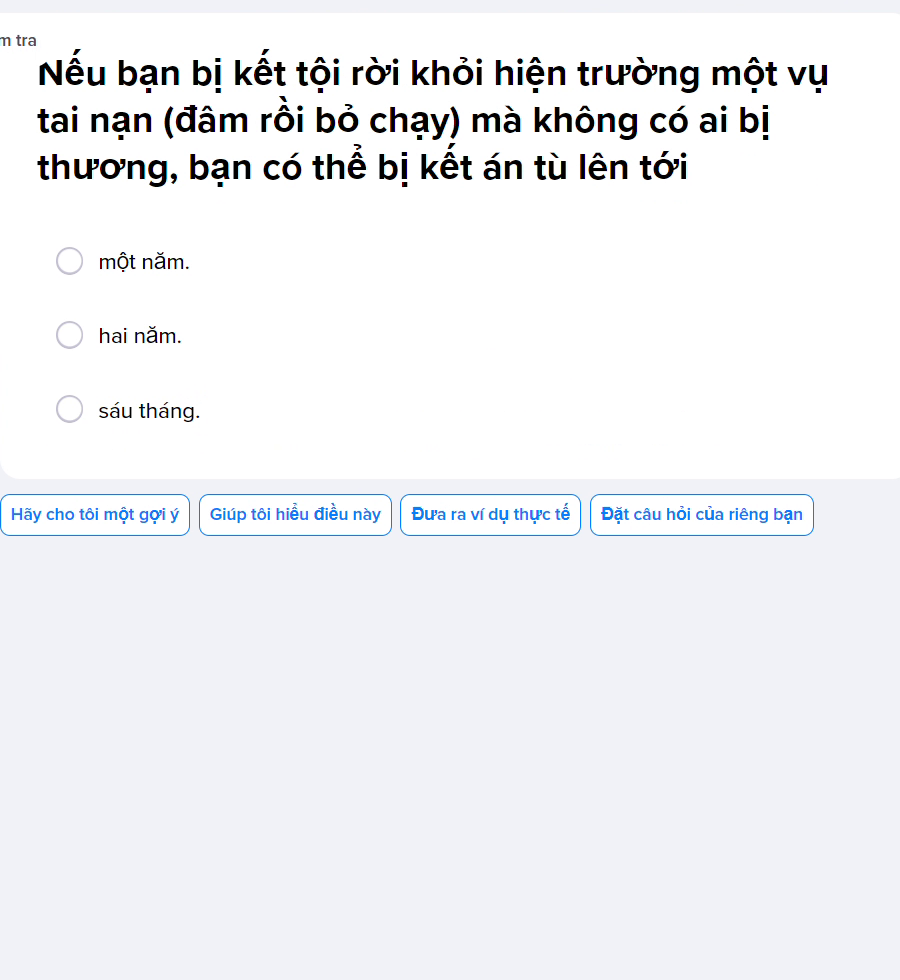 m tra
Nếu bạn bị kết tội rời khỏi hiện trường một vụ
tai nạn (đâm rồi bỏ chạy) mà không có ai bị
thương, bạn có thể bị kết án tù lên tới
một năm.
hai năm.
sáu tháng.
Hãy cho tôi một gợi ý
Giúp tôi hiểu điều này
Đưa ra ví dụ thực tế
Đặt câu hỏi của riêng bạn